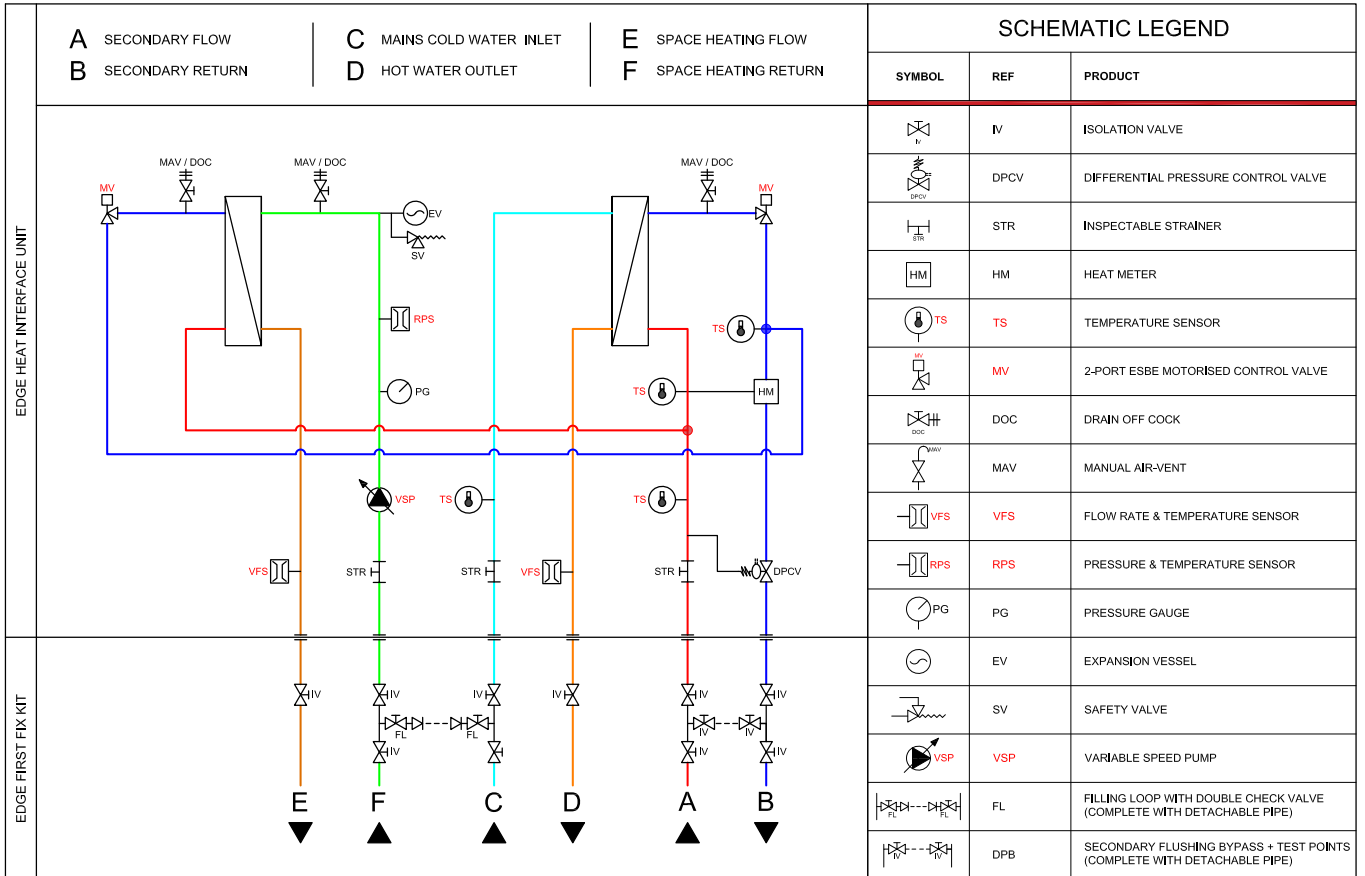 A SECONDARY FLOW
B SECONDARY RETURN
C MAINS COLD WATER INLET
D HOT WATER OUTLET
E SPACE HEATING FLOW
F SPACE HEATING RETURN
EDGE HEAT INTERFACE UNIT
MAV / DOC
MAV / DOC
MAV / DOC
MV
MV
EV
SV
RPS
TS
PG
TS
HM
VSP
TS
TS
VFS
STR
STR
VFS
STR
DPCV
EDGE FIRST FIX KIT
IV
IV
IV
IV
IV
IV
FL
FL
IV
IV
IV
IV
IV
E
F
C
D
A
B
SCHEMATIC LEGEND
SYMBOL REF PRODUCT
IV IV ISOLATION VALVE
DPCV DPCV DIFFERENTIAL PRESSURE CONTROL VALVE
STR STR INSPECTABLE STRAINER
HM HM HEAT METER
TS TS TEMPERATURE SENSOR
MV MV 2-PORT ESBE MOTORISED CONTROL VALVE
DOC DOC DRAIN OFF COCK
MAV MAV MANUAL AIR-VENT
VFS VFS FLOW RATE & TEMPERATURE SENSOR
RPS RPS PRESSURE & TEMPERATURE SENSOR
PG PG PRESSURE GAUGE
EV EXPANSION VESSEL
SV SAFETY VALVE
VSP VSP VARIABLE SPEED PUMP
FL FL FL FILLING LOOP WITH DOUBLE CHECK VALVE
(COMPLETE WITH DETACHABLE PIPE)
IV IV DPB SECONDARY FLUSHING BYPASS + TEST POINTS
(COMPLETE WITH DETACHABLE PIPE)